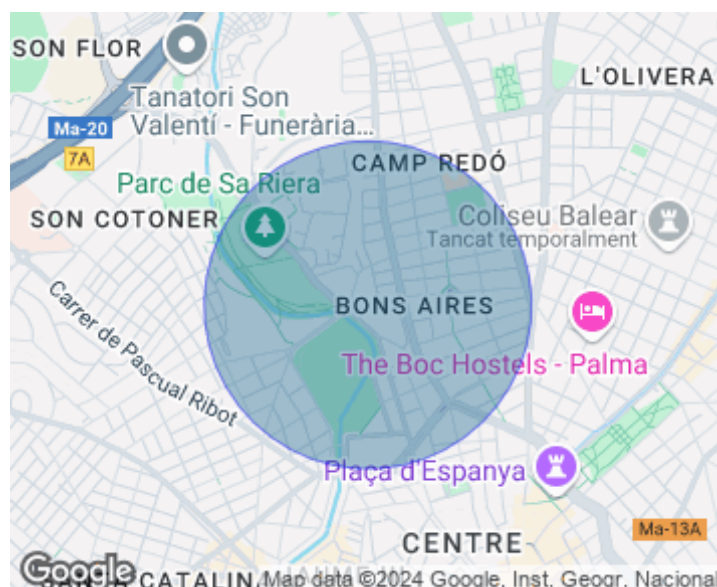 SON FLOR
L'OLIVERA
Tanatori Son
Valentí - Funerària...
Ma-20
7A
CAMP REDÓ
Parc de Sa Riera
SON COTONER
Coliseu Balear
Tancat temporalment
BONS AIRES
Carrer de Pascual Ribot
The Boc Hostels - Palma
Plaça d'Espanya
Ma-13A
CENTRE
Google
CATALINA
Map data ©2024 Google, Inst. Geogr. Nacional